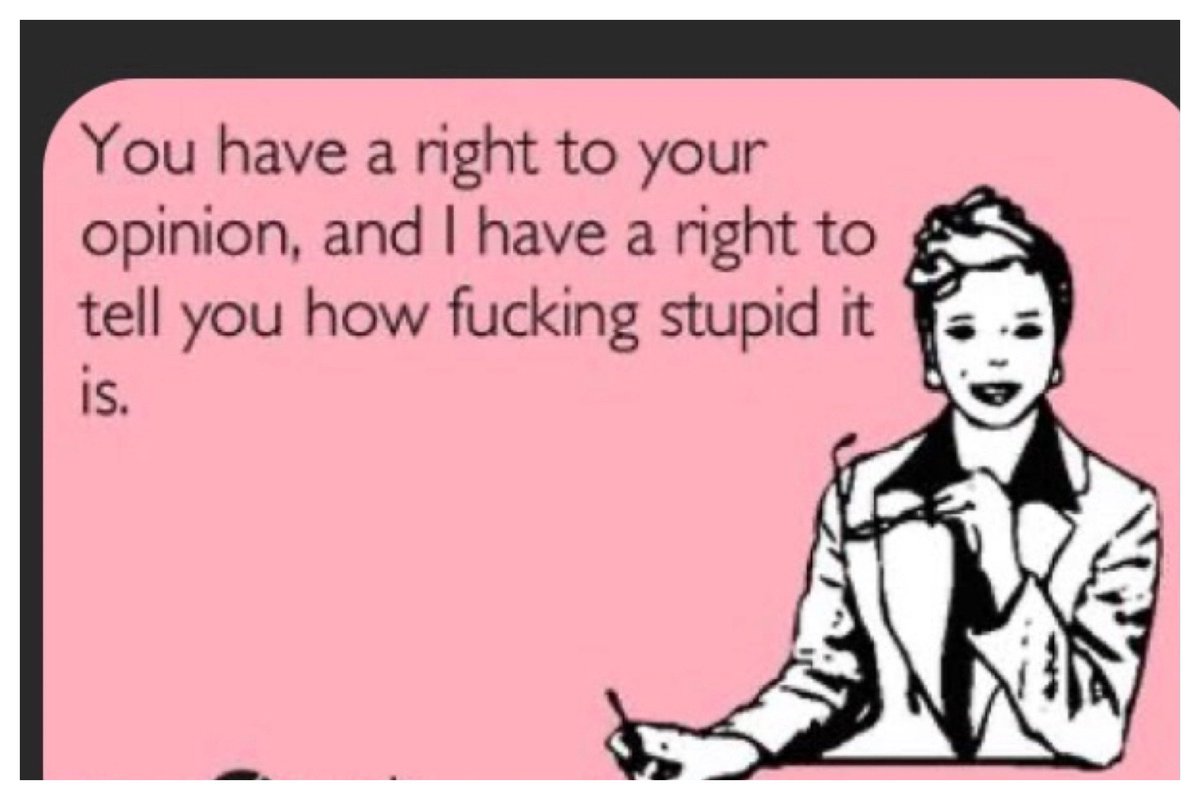 You have a right to your
opinion, and I have a right to
tell you how fucking stupid it
is.